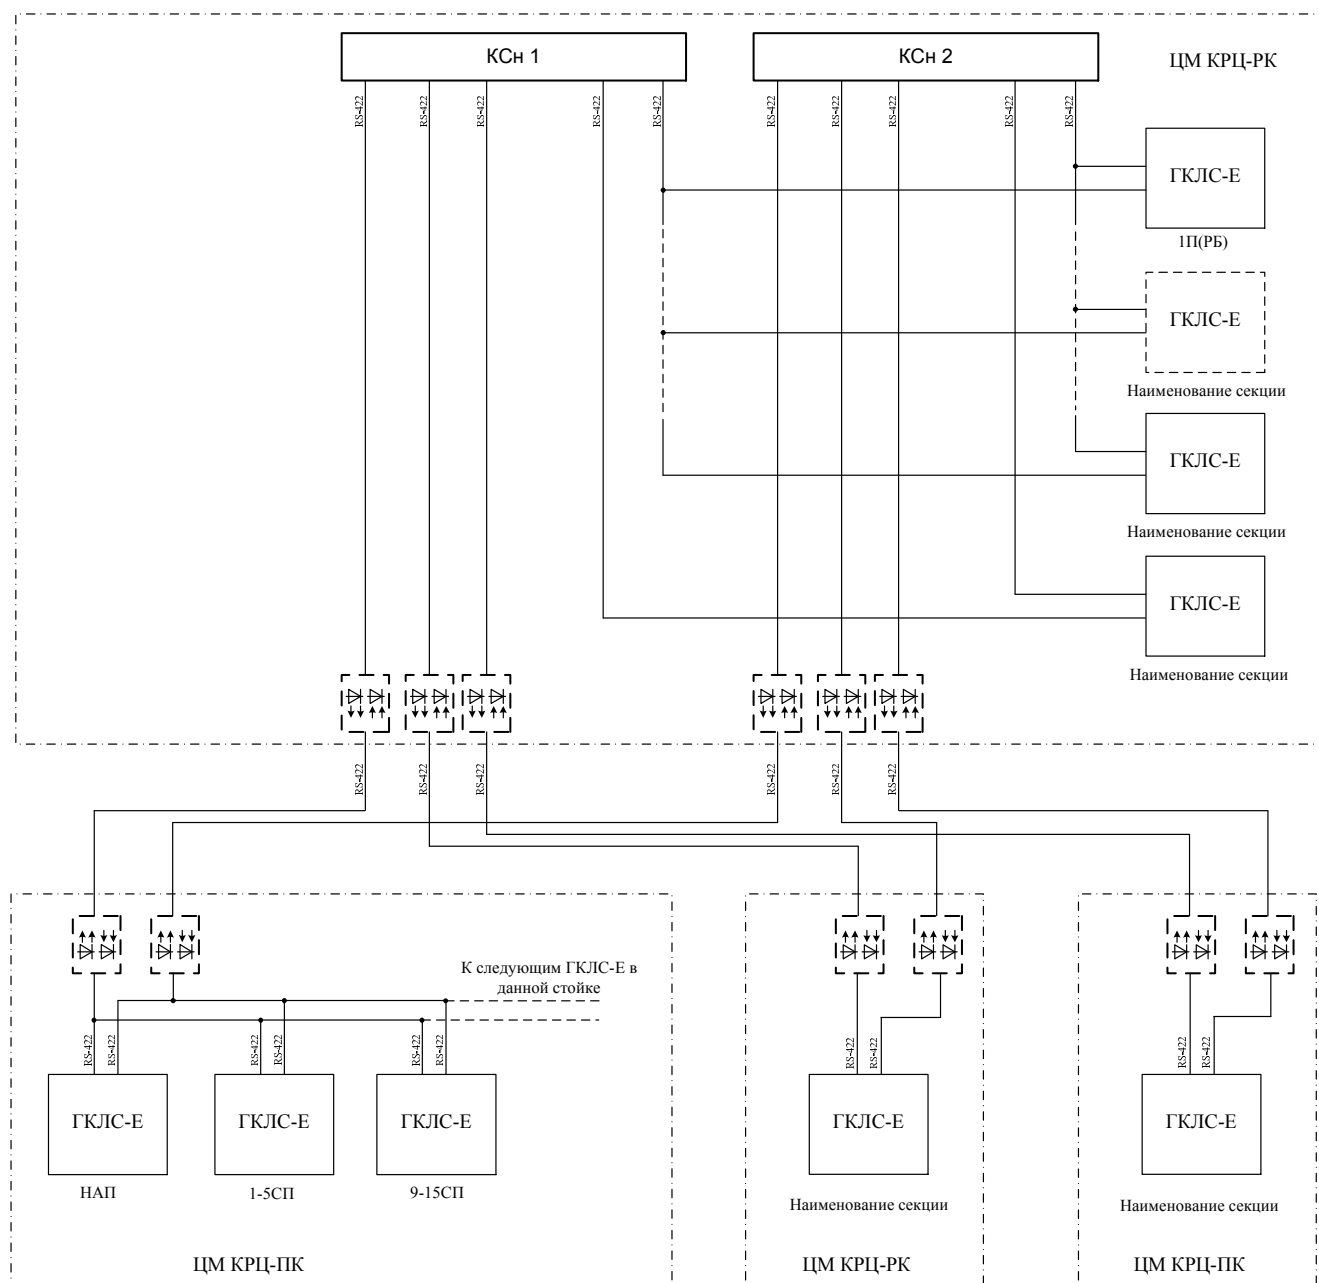 КСн 1
КСн 2
ЦМ КРЦ-РК
RS-422
RS-422
RS-422
RS-422
RS-422
RS-422
RS-422
RS-422
RS-422
RS-422
ГКЛС-Е
1П(РБ)
ГКЛС-Е
Наименование секции
ГКЛС-Е
Наименование секции
ГКЛС-Е
Наименование секции
RS-422
RS-422
RS-422
RS-422
RS-422
RS-422
К следующим ГКЛС-Е в
данной стойке
RS-422
RS-422
RS-422
RS-422
RS-422
RS-422
RS-422
RS-422
RS-422
RS-422
ГКЛС-Е
ГКЛС-Е
ГКЛС-Е
ГКЛС-Е
ГКЛС-Е
НАП
1-5СП
9-15СП
Наименование секции
Наименование секции
ЦМ КРЦ-ПК
ЦМ КРЦ-РК
ЦМ КРЦ-ПК